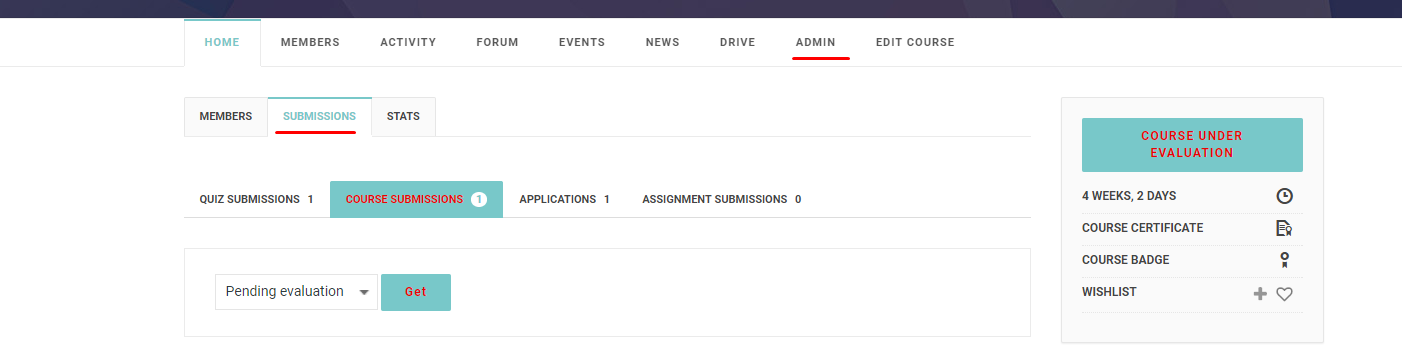 HOME MEMBERS ACTIVITY FORUM EVENTS NEWS DRIVE ADMIN EDIT COURSE
MEMBERS SUBMISSIONS STATS
QUIZ SUBMISSIONS 1 COURSE SUBMISSIONS 1 APPLICATIONS 1 ASSIGNMENT SUBMISSIONS 0
Pending evaluation Get
COURSE UNDER
EVALUATION
4 WEEKS, 2 DAYS
COURSE CERTIFICATE
COURSE BADGE
WISHLIST